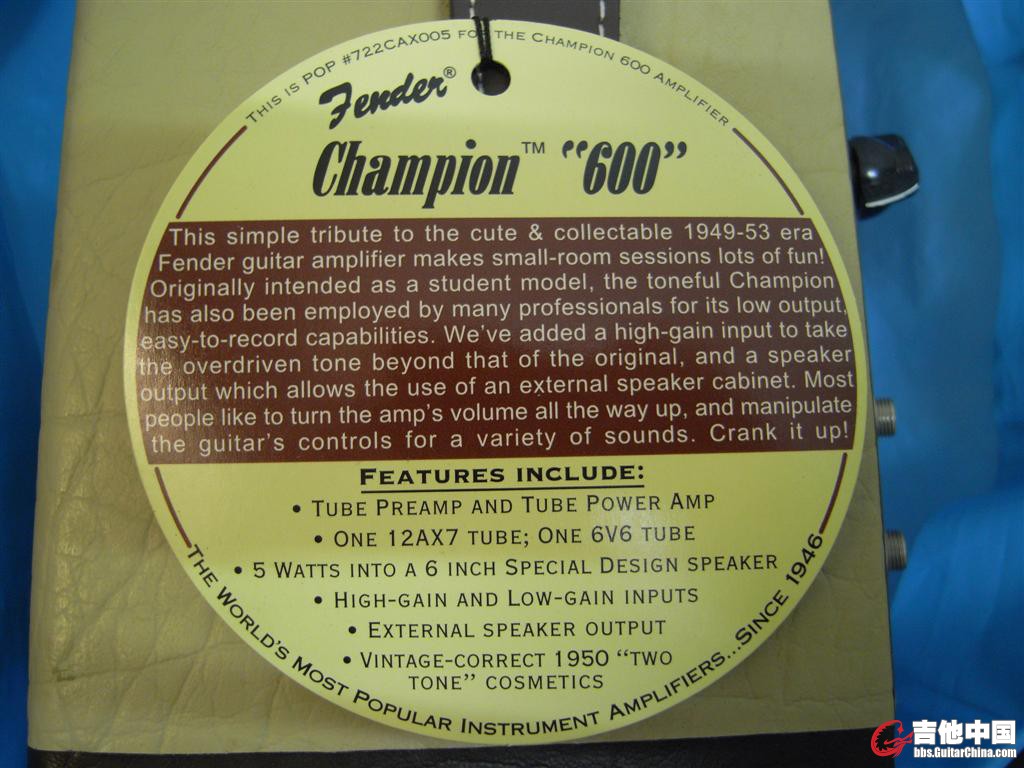 THIS IS POP #722CAX005 FOR THE CHAMPION 600 AMPLIFIER
Fender®
Champion™ "600"
This simple tribute to the cute & collectable 1949-53 era
Fender guitar amplifier makes small-room sessions lots of fun!
Originally intended as a student model, the toneful Champion
has also been employed by many professionals for its low output,
easy-to-record capabilities. We've added a high-gain input to take
the overdriven tone beyond that of the original, and a speaker
output which allows the use of an external speaker cabinet. Most
people like to turn the amp's volume all the way up, and manipulate
the guitar's controls for a variety of sounds. Crank it up!
FEATURES INCLUDE:
• TUBE PREAMP AND TUBE POWER AMP
• ONE 12AX7 TUBE; ONE 6V6 TUBE
• 5 WATTS INTO A 6 INCH SPECIAL DESIGN SPEAKER
• HIGH-GAIN AND LOW-GAIN INPUTS
• EXTERNAL SPEAKER OUTPUT
• VINTAGE-CORRECT 1950 "TWO
TONE" COSMETICS
THE WORLD'S MOST POPULAR INSTRUMENT AMPLIFIERS...SINCE 1946
吉他中国
bbs.GuitarChina.com